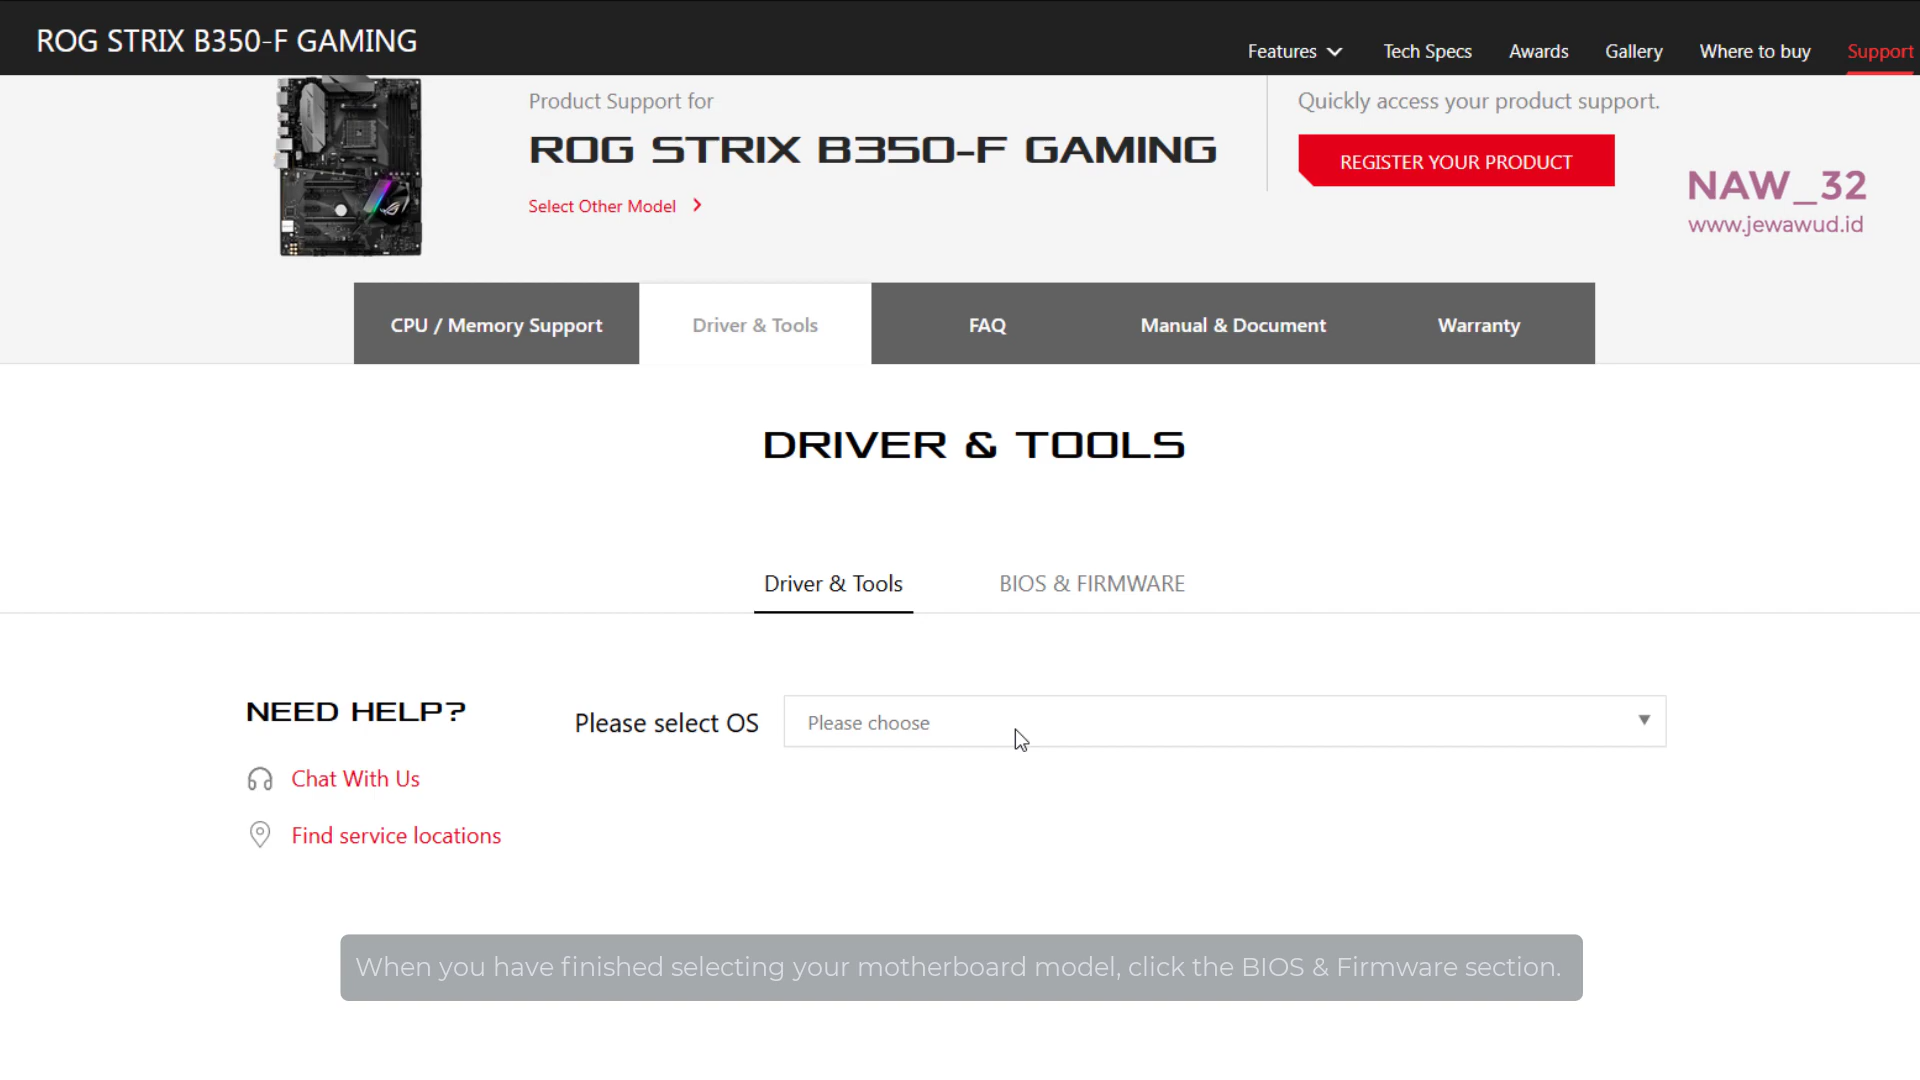 ROG STRIX B350-F GAMING
Features
Tech Specs
Awards
Gallery
Where to buy
Support
Product Support for
ROG STRIX B350-F GAMING
Select Other Model
Quickly access your product support.
REGISTER YOUR PRODUCT
NAW_32
www.jewawud.id
CPU / Memory Support
Driver & Tools
FAQ
Manual & Document
Warranty
DRIVER & TOOLS
Driver & Tools
BIOS & FIRMWARE
NEED HELP?
Chat With Us
Find service locations
Please select OS
Please choose
When you have finished selecting your motherboard model, click the BIOS & Firmware section.